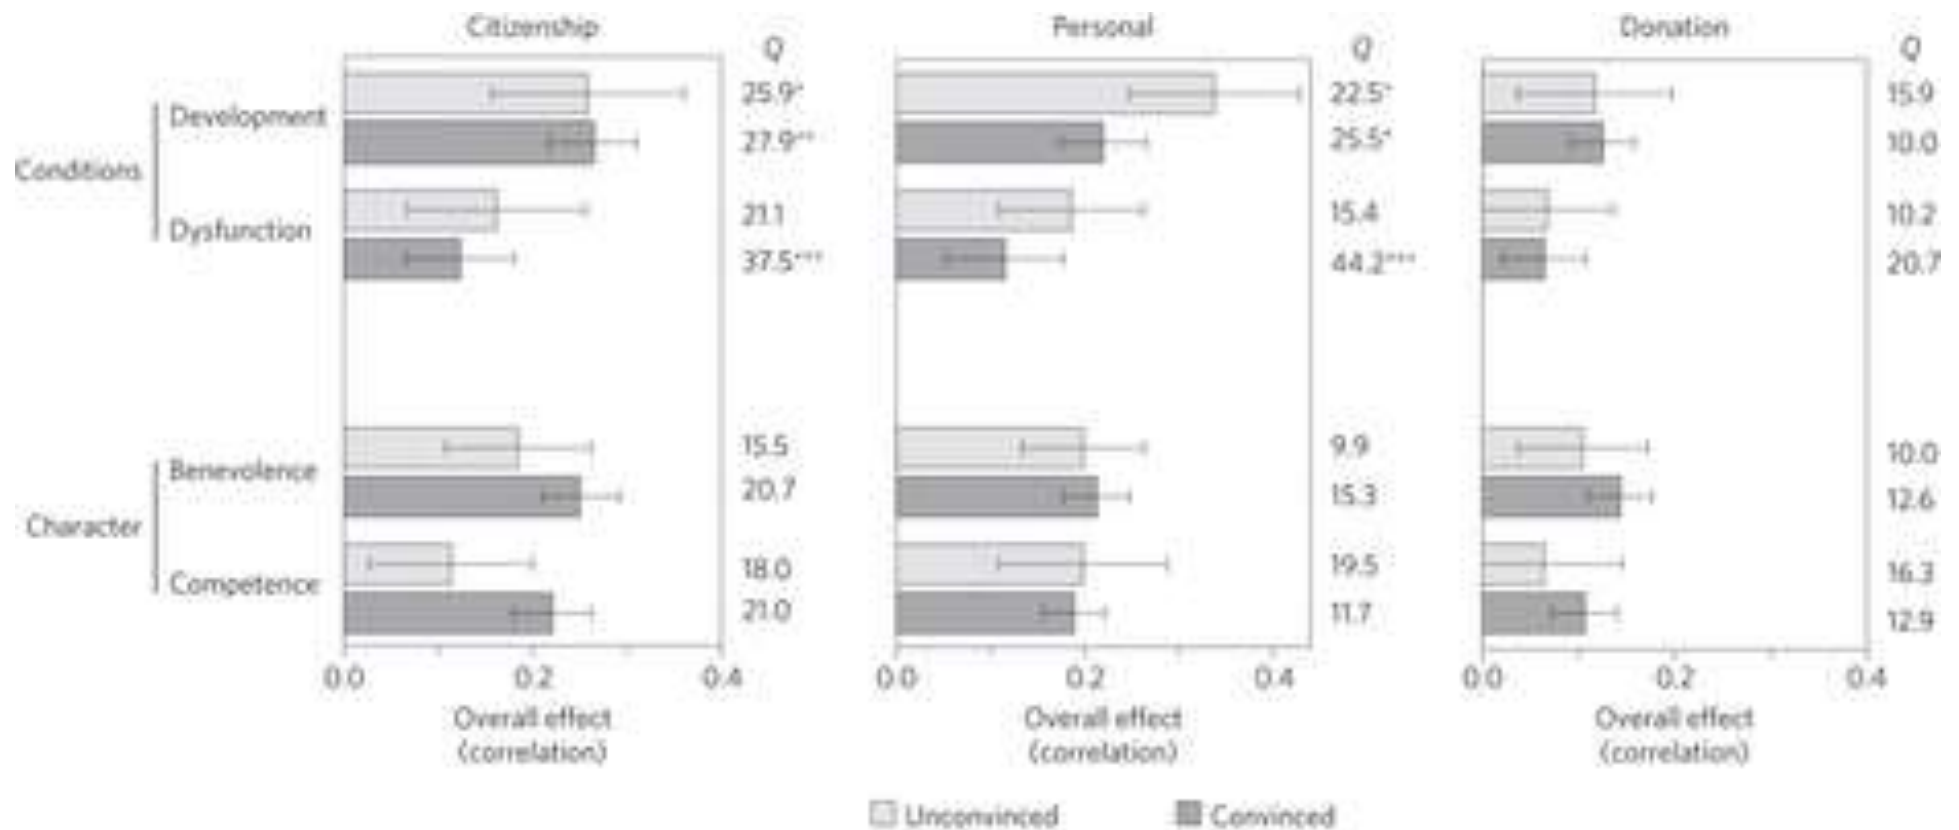 Citizenship
Q
Personal
Q
Donation
Q
Conditions
Development
25.9*
22.5*
15.9
27.9**
25.5*
10.0
Dysfunction
21.1
15.4
10.2
37.5***
44.2***
20.7
Character
Benevolence
15.5
9.9
10.0
20.7
15.3
12.6
Competence
18.0
19.5
16.3
21.0
11.7
12.9
0.0 0.2 0.4
0.0 0.2 0.4
0.0 0.2 0.4
Overall effect
(correlation)
Overall effect
(correlation)
Overall effect
(correlation)
Unconvinced
Convinced